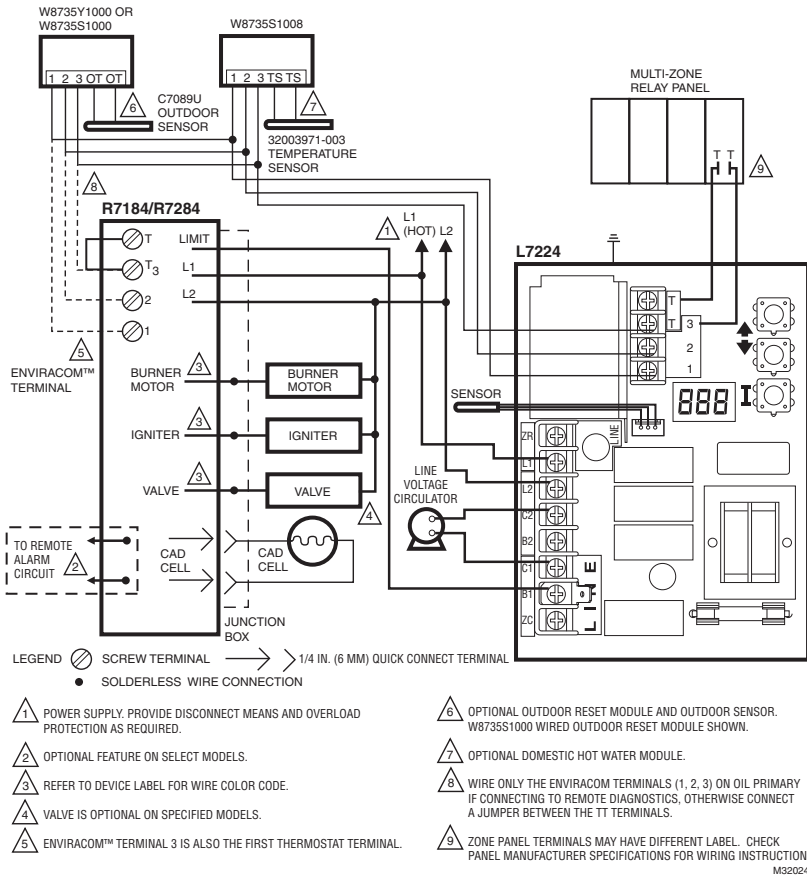 W8735Y1000 OR
W8735S1000
1 2 3 OT OT
6
C7089U
OUTDOOR
SENSOR
W8735S1008
1 2 3 TS TS
7
32003971-003
TEMPERATURE
SENSOR
MULTI-ZONE
RELAY PANEL
T T
9
8
R7184/R7284
T
T3
2
1
LIMIT
L1
L2
1
L1
(HOT) L2
L7224
T
T 3
2
1
5
ENVIRACOM™
TERMINAL
BURNER
MOTOR
3
BURNER
MOTOR
IGNITER
3
IGNITER
VALVE
3
VALVE
4
SENSOR
LINE
VOLTAGE
CIRCULATOR
ZR
L1
L2
C2
B2
C1
B1
ZC
LINE
LINE
888
TO REMOTE
ALARM
CIRCUIT
2
CAD
CELL
CAD
CELL
JUNCTION
BOX
LEGEND SCREW TERMINAL 1/4 IN. (6 MM) QUICK CONNECT TERMINAL
SOLDERLESS WIRE CONNECTION
1 POWER SUPPLY. PROVIDE DISCONNECT MEANS AND OVERLOAD
PROTECTION AS REQUIRED.
2 OPTIONAL FEATURE ON SELECT MODELS.
3 REFER TO DEVICE LABEL FOR WIRE COLOR CODE.
4 VALVE IS OPTIONAL ON SPECIFIED MODELS.
5 ENVIRACOM™ TERMINAL 3 IS ALSO THE FIRST THERMOSTAT TERMINAL.
6 OPTIONAL OUTDOOR RESET MODULE AND OUTDOOR SENSOR.
W8735S1000 WIRED OUTDOOR RESET MODULE SHOWN.
7 OPTIONAL DOMESTIC HOT WATER MODULE.
8 WIRE ONLY THE ENVIRACOM TERMINALS (1, 2, 3) ON OIL PRIMARY
IF CONNECTING TO REMOTE DIAGNOSTICS, OTHERWISE CONNECT
A JUMPER BETWEEN THE TT TERMINALS.
9 ZONE PANEL TERMINALS MAY HAVE DIFFERENT LABEL. CHECK
PANEL MANUFACTURER SPECIFICATIONS FOR WIRING INSTRUCTION
M32024